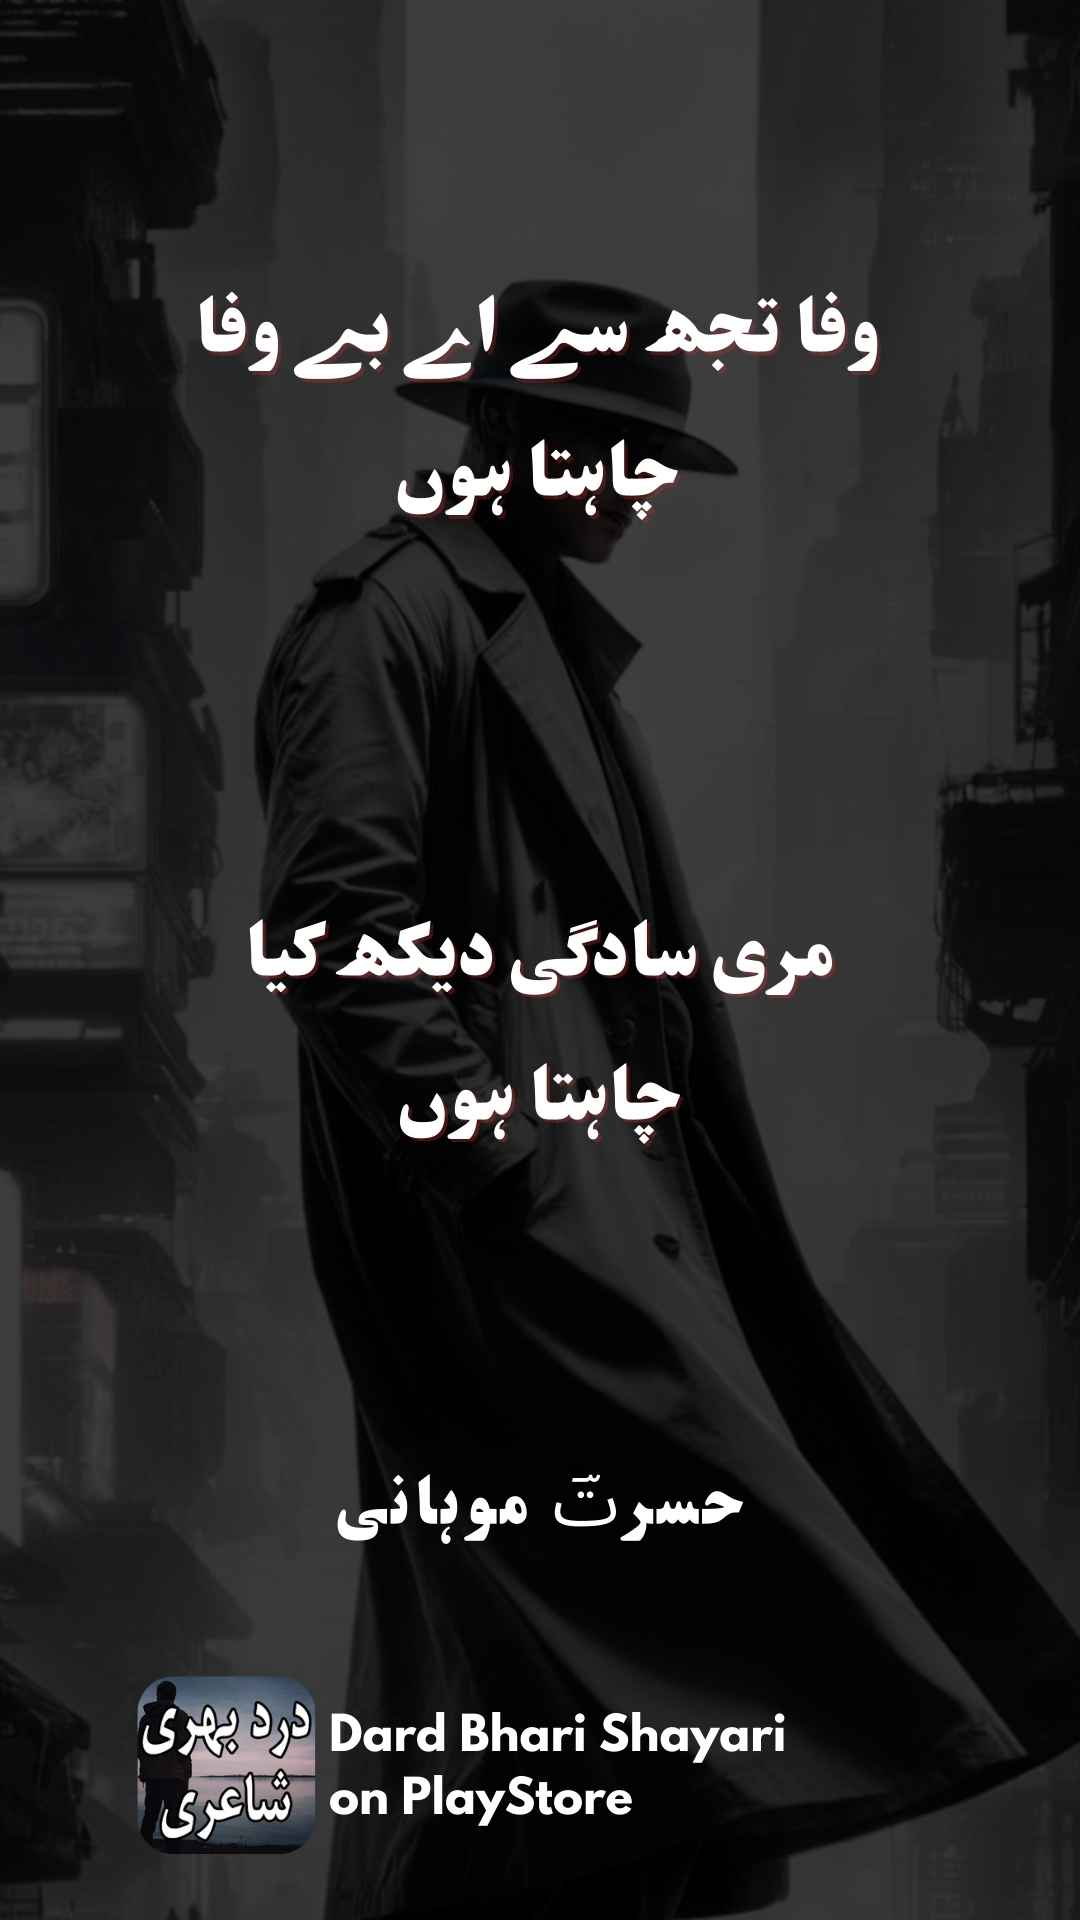 وفا تجھ سے اے بے وفا
چاہتا ہوں
مری سادگی دیکھ کیا
چاہتا ہوں
حسرتؔ موہانی
درد بھری
شاعری
Dard Bhari Shayari
on PlayStore